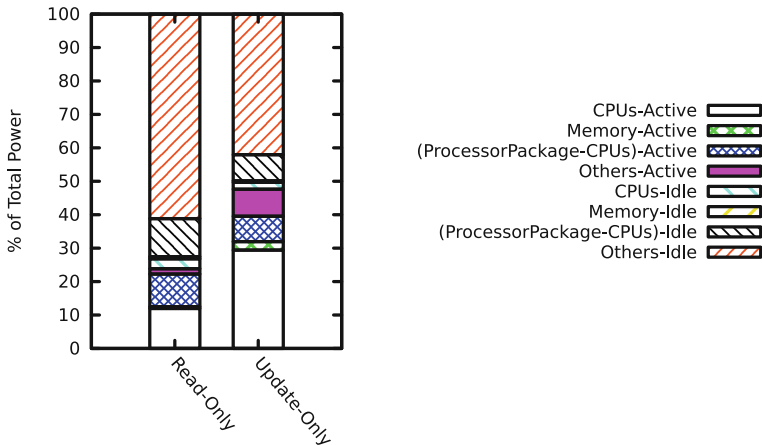 100
90
80
70
60
50
40
30
20
10
0
% of Total Power
Read-Only
Update-Only
CPUs-Active
Memory-Active
(ProcessorPackage-CPUs)-Active
Others-Active
CPUs-Idle
Memory-Idle
(ProcessorPackage-CPUs)-Idle
Others-Idle